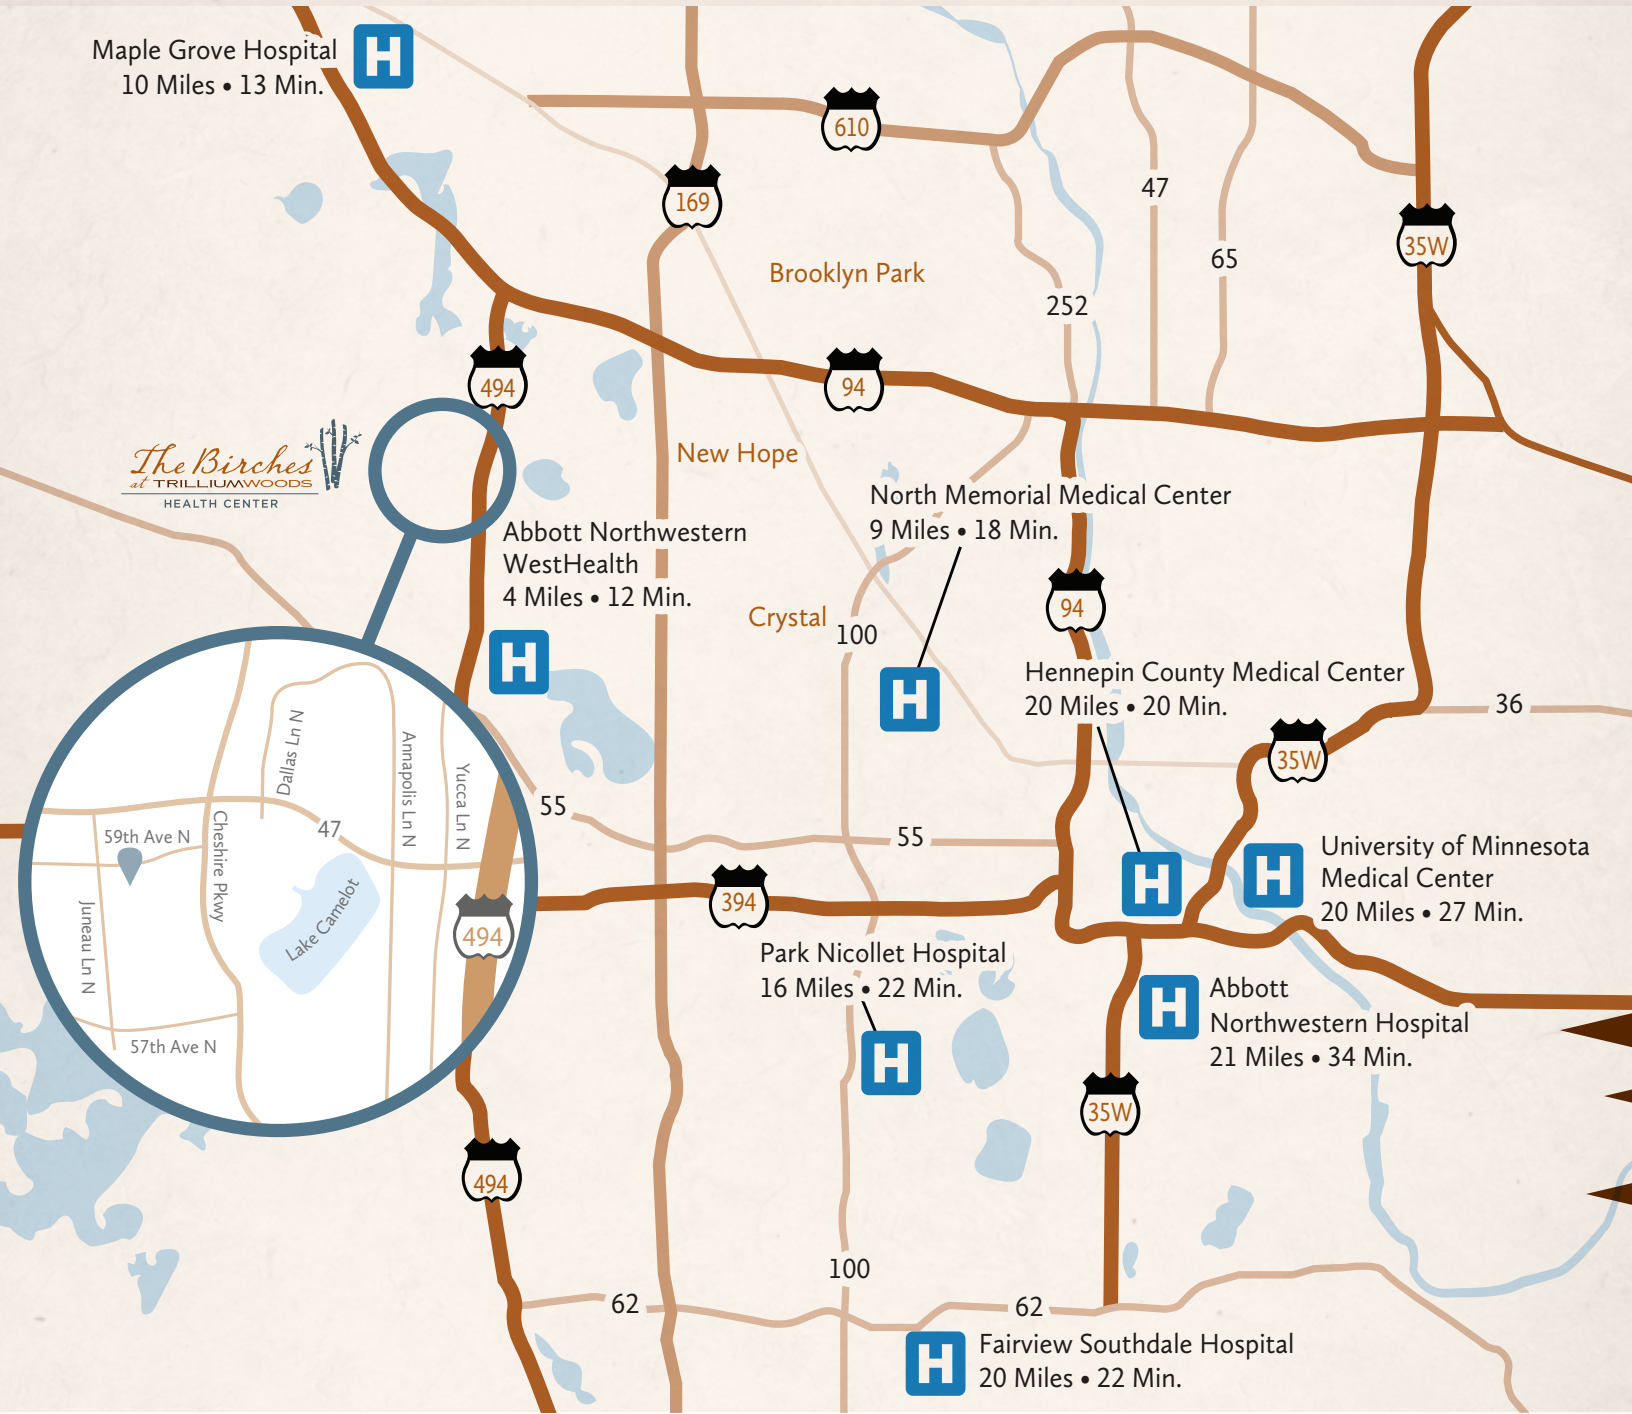 Maple Grove Hospital
10 Miles • 13 Min.
610
169
47
35W
65
Brooklyn Park
252
494
94
The Birches
at TRILLIUMWOODS
HEALTH CENTER
New Hope
North Memorial Medical Center
9 Miles • 18 Min.
Abbott Northwestern
WestHealth
4 Miles • 12 Min.
94
Crystal
100
Hennepin County Medical Center
20 Miles • 20 Min.
36
35W
H
H
H
Dallas Ln N
Annapolis Ln N
Yucca Ln N
55
55
59th Ave N
47
Cheshire Pkwy
Juneau Ln N
Lake Camelot
494
57th Ave N
394
H
H
University of Minnesota
Medical Center
20 Miles • 27 Min.
Park Nicollet Hospital
16 Miles • 22 Min.
H
H
Abbott
Northwestern Hospital
21 Miles • 34 Min.
35W
494
100
62
62
H
Fairview Southdale Hospital
20 Miles • 22 Min.